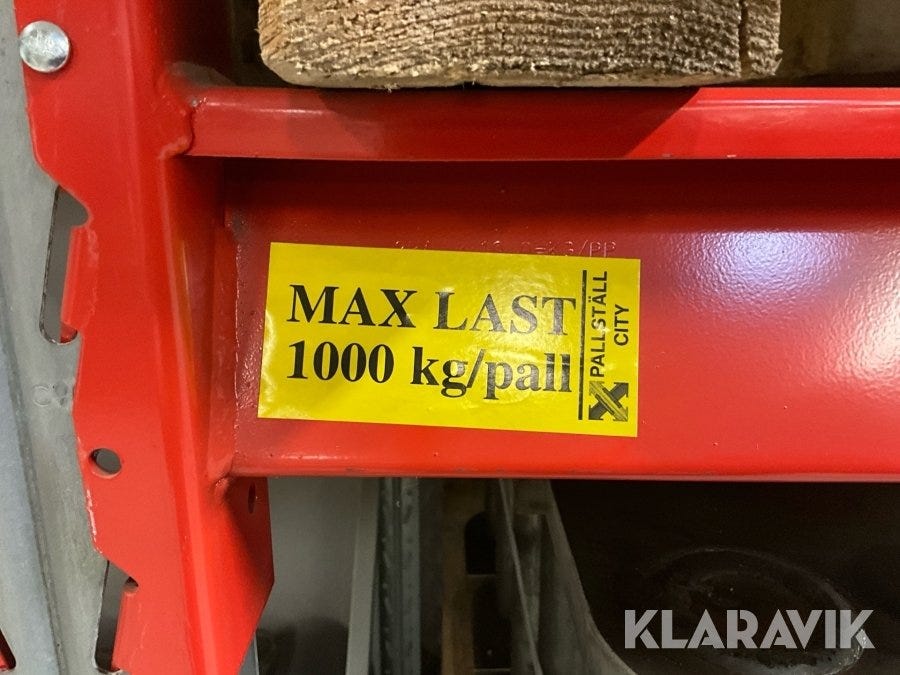 MAX LAST
1000 kg/pall
PALLSTÄLL
CITY
KLARAVIK